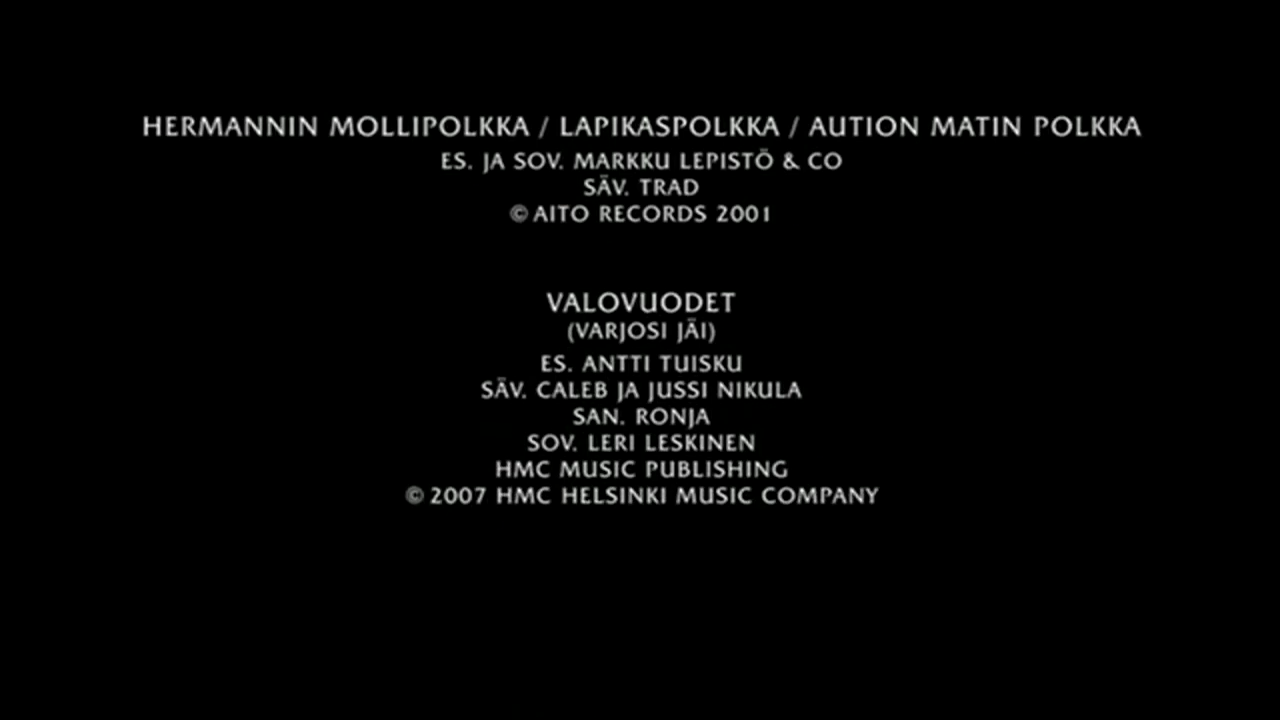 HERMANNIN MOLLIPOLKKA / LAPIKASPOLKKA / AUTION MATIN POLKKA
ES. JA SOV. MARKKU LEPISTÖ & CO
SÄV. TRAD
© AITO RECORDS 2001
VALOVUODET
(VARJOSI JÄI)
ES. ANTTI TUISKU
SÄV. CALEB JA JUSSI NIKULA
SAN. RONJA
SOV. LERI LESKINEN
HMC MUSIC PUBLISHING
© 2007 HMC HELSINKI MUSIC COMPANY